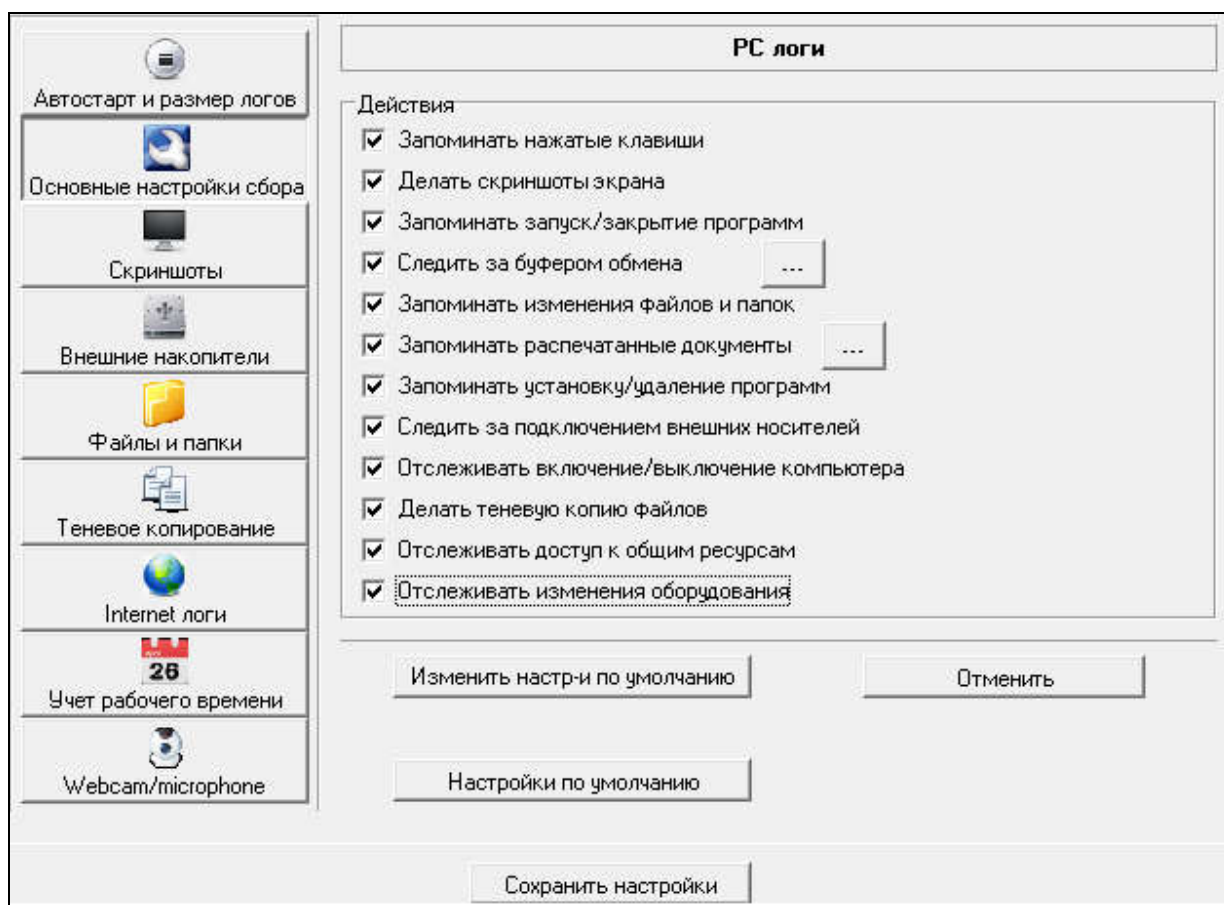 Автостарт и размер логов
Основные настройки сбора
Скриншоты
Внешние накопители
Файлы и папки
Теневое копирование
Internet логи
26
Учет рабочего времени
Webcam/microphone
PC логи
Действия
Запоминать нажатые клавиши
Делать скриншоты экрана
Запоминать запуск/закрытие программ
Следить за буфером обмена ...
Запоминать изменения файлов и папок
Запоминать распечатанные документы ...
Запоминать установку/удаление программ
Следить за подключением внешних носителей
Отслеживать включение/выключение компьютера
Делать теневую копию файлов
Отслеживать доступ к общим ресурсам
Отслеживать изменения оборудования
Изменить настр-и по умолчанию
Отменить
Настройки по умолчанию
Сохранить настройки